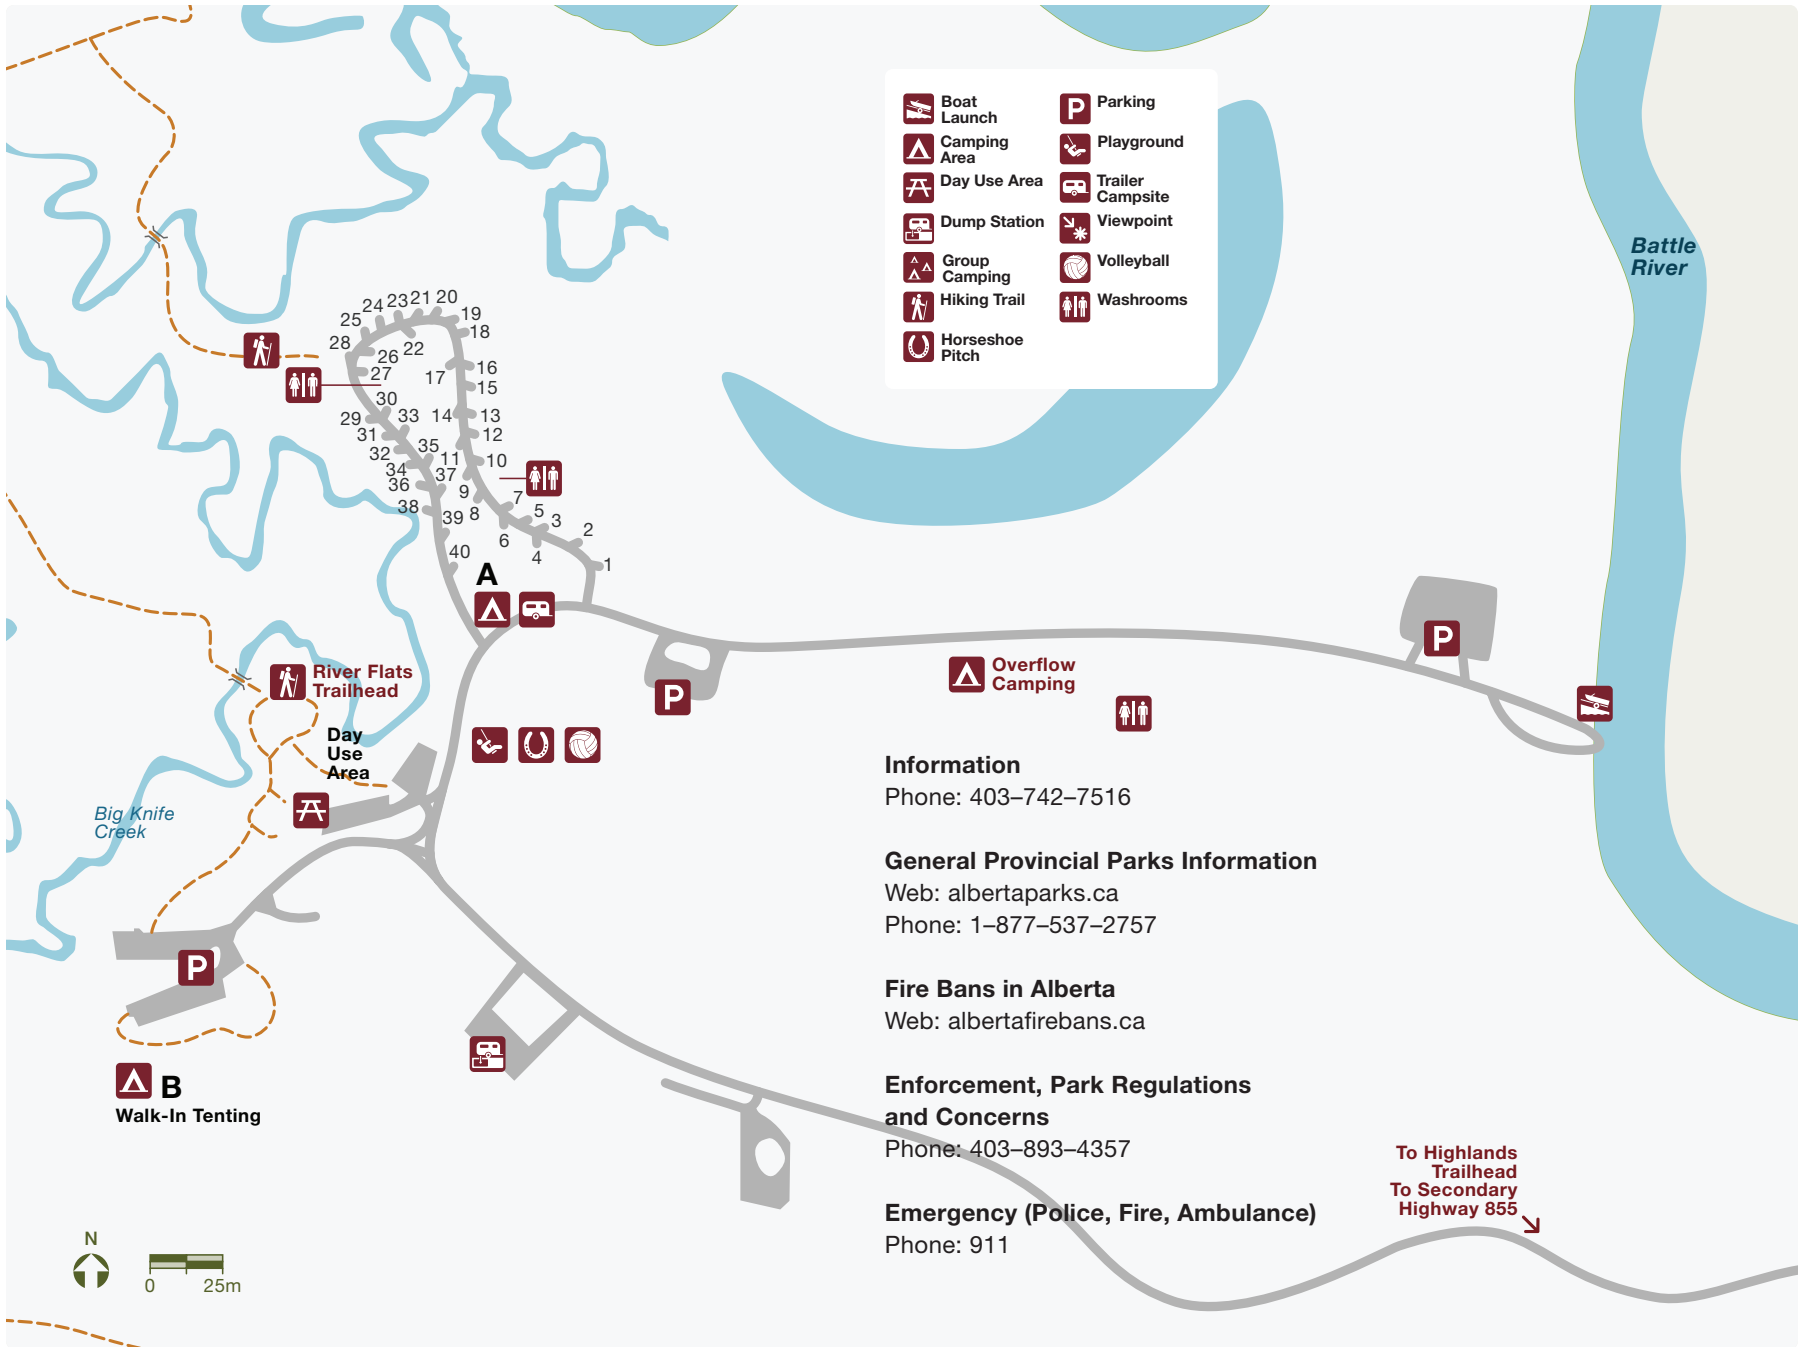 Boat
Launch
Camping
Area
Day Use Area
Dump Station
Group
Camping
Hiking Trail
Horseshoe
Pitch
P
Parking
Playground
Trailer
Campsite
Viewpoint
Volleyball
Washrooms
Battle
River
24
23
21
20
19
18
25
28
26
22
27
17
16
15
30
29
33
14
13
31
12
32
35
11
10
34
37
36
9
7
38
39
8
5
3
2
6
4
40
1
A
P
P
Overflow
Camping
River Flats
Trailhead
Day
Use
Area
Big Knife
Creek
P
B
Walk-In Tenting
Information
Phone: 403–742–7516
General Provincial Parks Information
Web: albertaparks.ca
Phone: 1–877–537–2757
Fire Bans in Alberta
Web: albertafirebans.ca
Enforcement, Park Regulations
and Concerns
Phone: 403–893–4357
Emergency (Police, Fire, Ambulance)
Phone: 911
To Highlands
Trailhead
To Secondary
Highway 855
N
0 25m